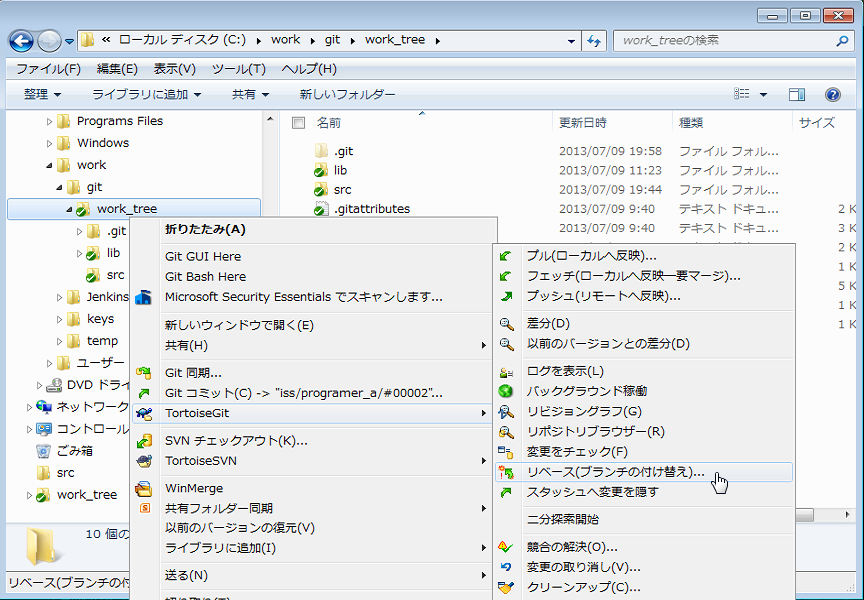 « ローカル ディスク (C:) ▸ work ▸ git ▸ work_tree ▸
work_treeの検索
ファイル(F) 編集(E) 表示(V) ツール(T) ヘルプ(H)
整理 ライブラリに追加 共有 新しいフォルダー
Programs Files
Windows
work
git
work_tree
.git
lib
src
Jenkins
keys
temp
ユーザー
DVD ドライ
ネットワーク
コントロール
ごみ箱
src
work_tree
名前 更新日時 種類 サイズ
.git 2013/07/09 19:58 ファイル フォル...
lib 2013/07/09 11:23 ファイル フォル...
src 2013/07/09 19:44 ファイル フォル...
.gitattributes 2013/07/09 9:40 テキスト ドキュ... 2 K
3 K
2 K
1 K
5 K
1 K
1 K
折りたたみ(A)
Git GUI Here
Git Bash Here
Microsoft Security Essentials でスキャンします...
新しいウィンドウで開く(E)
共有(H)
Git 同期...
Git コミット(C) -> "iss/programer_a/#00002"...
TortoiseGit
SVN チェックアウト(K)...
TortoiseSVN
WinMerge
共有フォルダー同期
以前のバージョンの復元(V)
ライブラリに追加(I)
送る(N)
プル(ローカルへ反映)...
フェッチ(ローカルへ反映―要マージ)...
プッシュ(リモートへ反映)...
差分(D)
以前のバージョンとの差分(D)
ログを表示(L)
バックグラウンド稼働
リビジョングラフ(G)
リポジトリブラウザー(R)
変更をチェック(F)
リベース(ブランチの付け替え)...
スタッシュへ変更を隠す
二分探索開始
競合の解決(O)...
変更の取り消し(V)...
クリーンアップ(C)...
10 個の
リベース(ブランチの付